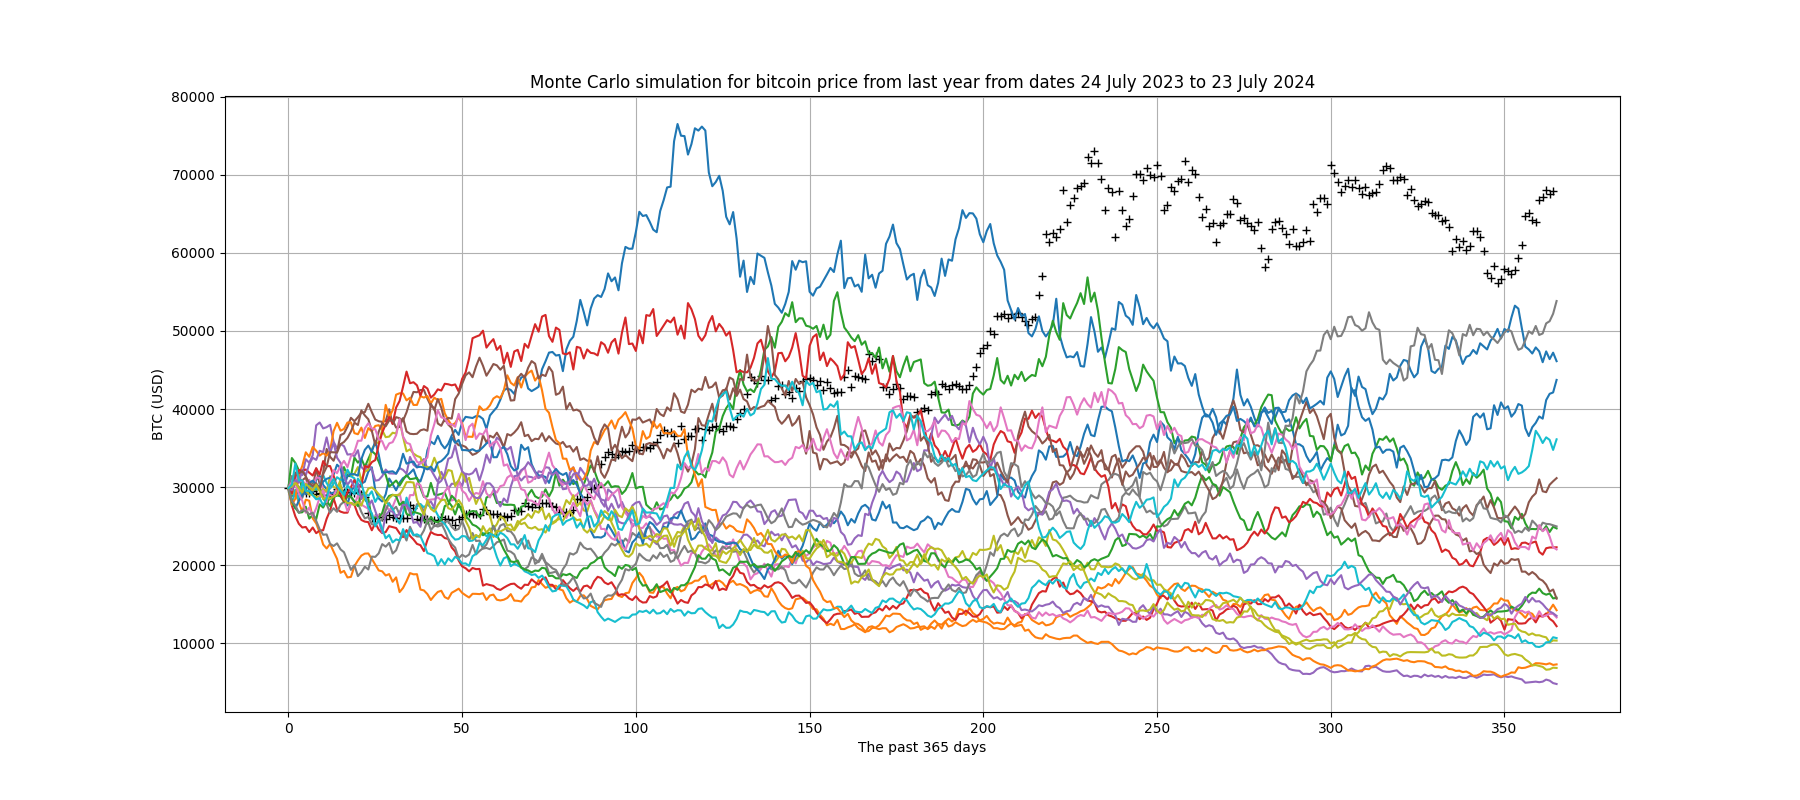 Monte Carlo simulation for bitcoin price from last year from dates 24 July 2023 to 23 July 2024
80000
70000
60000
50000
40000
30000
20000
10000
BTC (USD)
0 50 100 150 200 250 300 350
The past 365 days